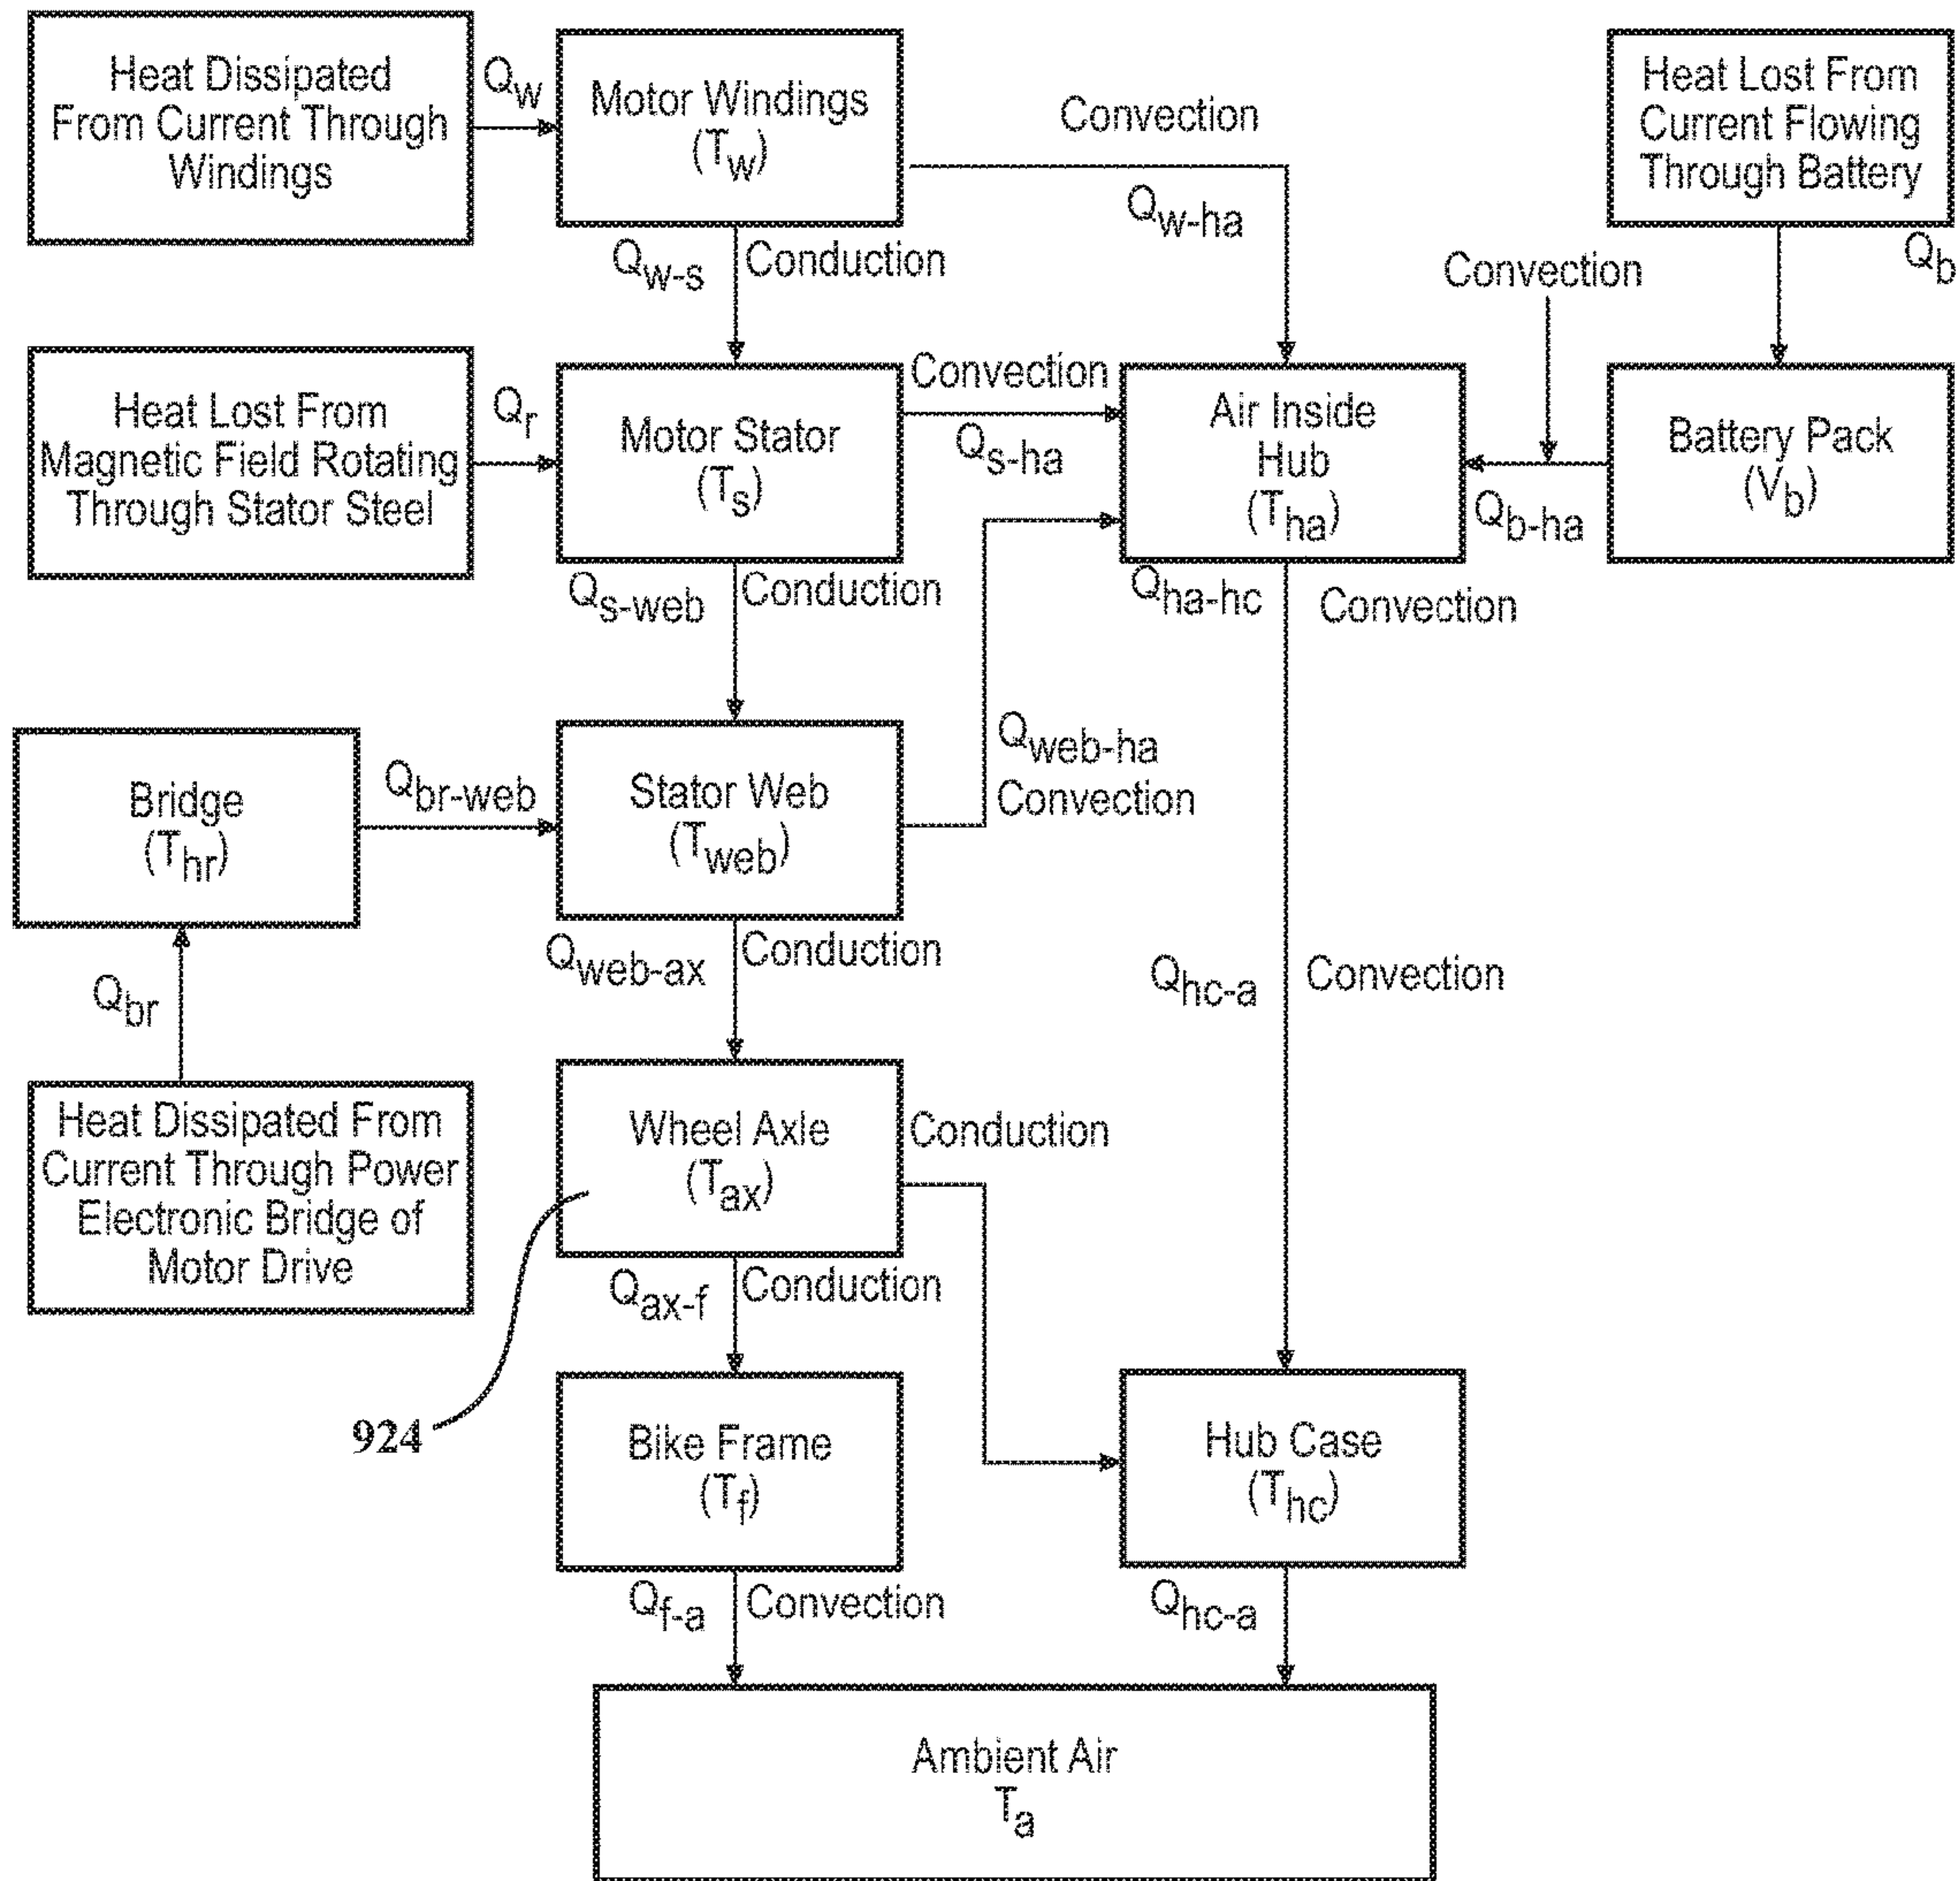 Heat Dissipated
From Current Through
Windings
Qw
Motor Windings
(Tw)
Convection
Qw-ha
Heat Lost From
Current Flowing
Through Battery
Qb
Qw-s
Conduction
Convection
Heat Lost From
Magnetic Field Rotating
Through Stator Steel
Qr
Motor Stator
(Ts)
Convection
Qs-ha
Air Inside
Hub
(Tha)
Qb-ha
Battery Pack
(Vb)
Qs-web
Conduction
Qha-hc
Convection
Bridge
(Thr)
Qbr-web
Stator Web
(Tweb)
Qweb-ha
Convection
Qbr
Qweb-ax
Conduction
Qhc-a
Convection
Heat Dissipated From
Current Through Power
Electronic Bridge of
Motor Drive
Wheel Axle
(Tax)
Conduction
Qax-f
Conduction
924
Bike Frame
(Tf)
Hub Case
(Thc)
Qf-a
Convection
Qhc-a
Ambient Air
Ta